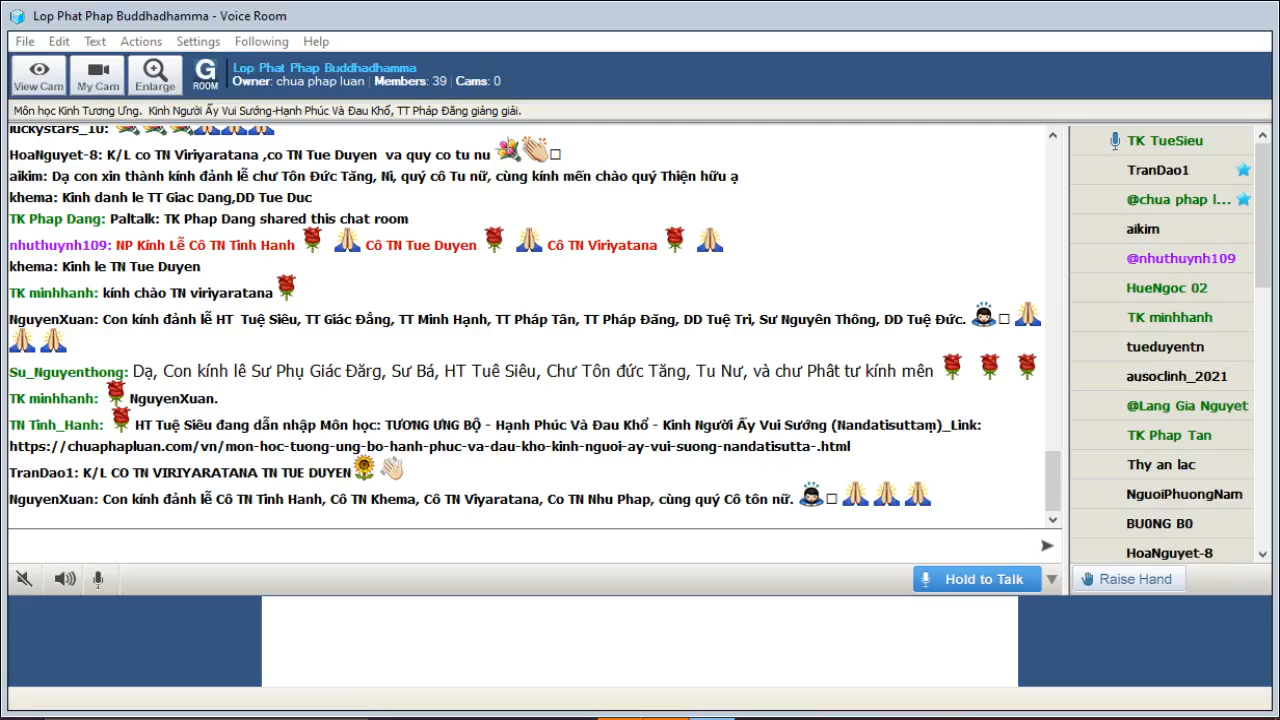 Lop Phat Phap Buddhadhamma - Voice Room
File Edit Text Actions Settings Following Help
View Cam My Cam Enlarge G ROOM Lop Phat Phap Buddhadhamma
Owner: chua phap luan | Members: 39 | Cams: 0
Môn học Kinh Tương Ưng. Kinh Người Ấy Vui Sướng-Hạnh Phúc Và Đau Khổ, TT Pháp Đăng giảng giải.
luckystars_10:
HoaNguyet-8: K/L co TN Viriyaratana ,co TN Tue Duyen va quy co tu nu
aikim: Dạ con xin thành kính đảnh lễ chư Tôn Đức Tăng, Ni, quý cô Tu nữ, cùng kính mến chào quý Thiện hữu ạ
khema: Kinh danh le TT Giac Dang,DD Tue Duc
TK Phap Dang: Paltalk: TK Phap Dang shared this chat room
nhuthuynh109: NP Kính Lễ Cô TN Tinh Hanh Cô TN Tue Duyen Cô TN Viriyatana
khema: Kinh le TN Tue Duyen
TK minhhanh: kính chào TN viriyaratana
NguyenXuan: Con kính đảnh lễ HT Tuệ Siêu, TT Giác Đẳng, TT Minh Hạnh, TT Pháp Tân, TT Pháp Đăng, DD Tuệ Tri, Sư Nguyên Thông, DD Tuệ Đức.
Su_Nguyenthong: Dạ, Con kính lê Sư Phụ Giác Đăng, Sư Bá, HT Tuê Siêu, Chư Tôn đức Tăng, Tu Nư, và chư Phât tư kính mên
TK minhhanh: NguyenXuan.
TN Tinh_Hanh: HT Tuệ Siêu đang dẫn nhập Môn học: TƯƠNG ƯNG BỘ - Hạnh Phúc Và Đau Khổ - Kinh Người Ấy Vui Sướng (Nandatisuttaṃ)_Link:
https://chuaphapluan.com/vn/mon-hoc-tuong-ung-bo-hanh-phuc-va-dau-kho-kinh-nguoi-ay-vui-suong-nandatisutta-.html
TranDao1: K/L CO TN VIRIYARATANA TN TUE DUYEN
NguyenXuan: Con kính đảnh lễ Cô TN Tinh Hanh, Cô TN Khema, Cô TN Viyaratana, Co TN Nhu Phap, cùng quý Cô tôn nữ.
Hold to Talk
TK TueSieu
TranDao1
@chua phap l...
aikim
@nhuthuynh109
HueNgoc 02
TK minhhanh
tueduyentn
ausoclinh_2021
@Lang Gia Nguyet
TK Phap Tan
Thy an lac
NguoiPhuongNam
BU0NG B0
HoaNguyet-8
Raise Hand